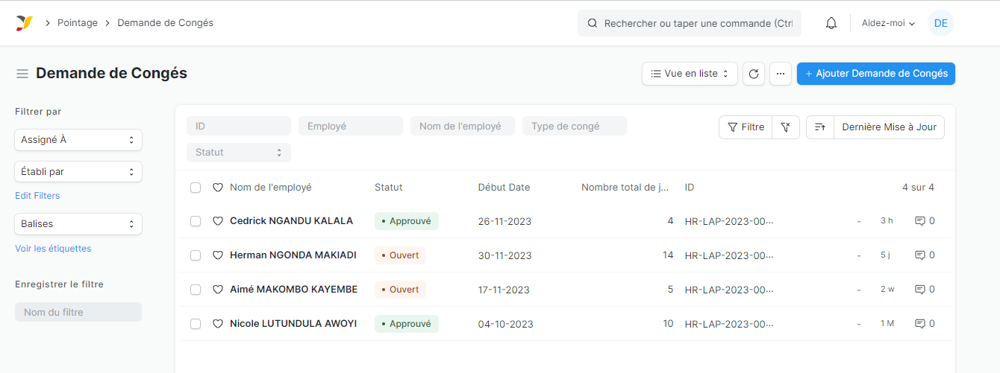 Pointage
Demande de Congés
Rechercher ou taper une commande (Ctrl
Aidez-moi
DE
Demande de Congés
Vue en liste
...
+ Ajouter Demande de Congés
Filtrer par
Assigné À
Établi par
Edit Filters
Balises
Voir les étiquettes
Enregistrer le filtre
Nom du filtre
ID
Employé
Nom de l'employé
Type de congé
Filtre
Dernière Mise à Jour
Statut
Nom de l'employé Statut Début Date Nombre total de j... ID 4 sur 4
Cedrick NGANDU KALALA Approuvé 26-11-2023 4 HR-LAP-2023-00... - 3 h 0
Herman NGONDA MAKIADI Ouvert 30-11-2023 14 HR-LAP-2023-00... - 5 j 0
Aimé MAKOMBO KAYEMBE Ouvert 17-11-2023 5 HR-LAP-2023-00... - 2 w 0
Nicole LUTUNDULA AWOYI Approuvé 04-10-2023 10 HR-LAP-2023-00... - 1 M 0